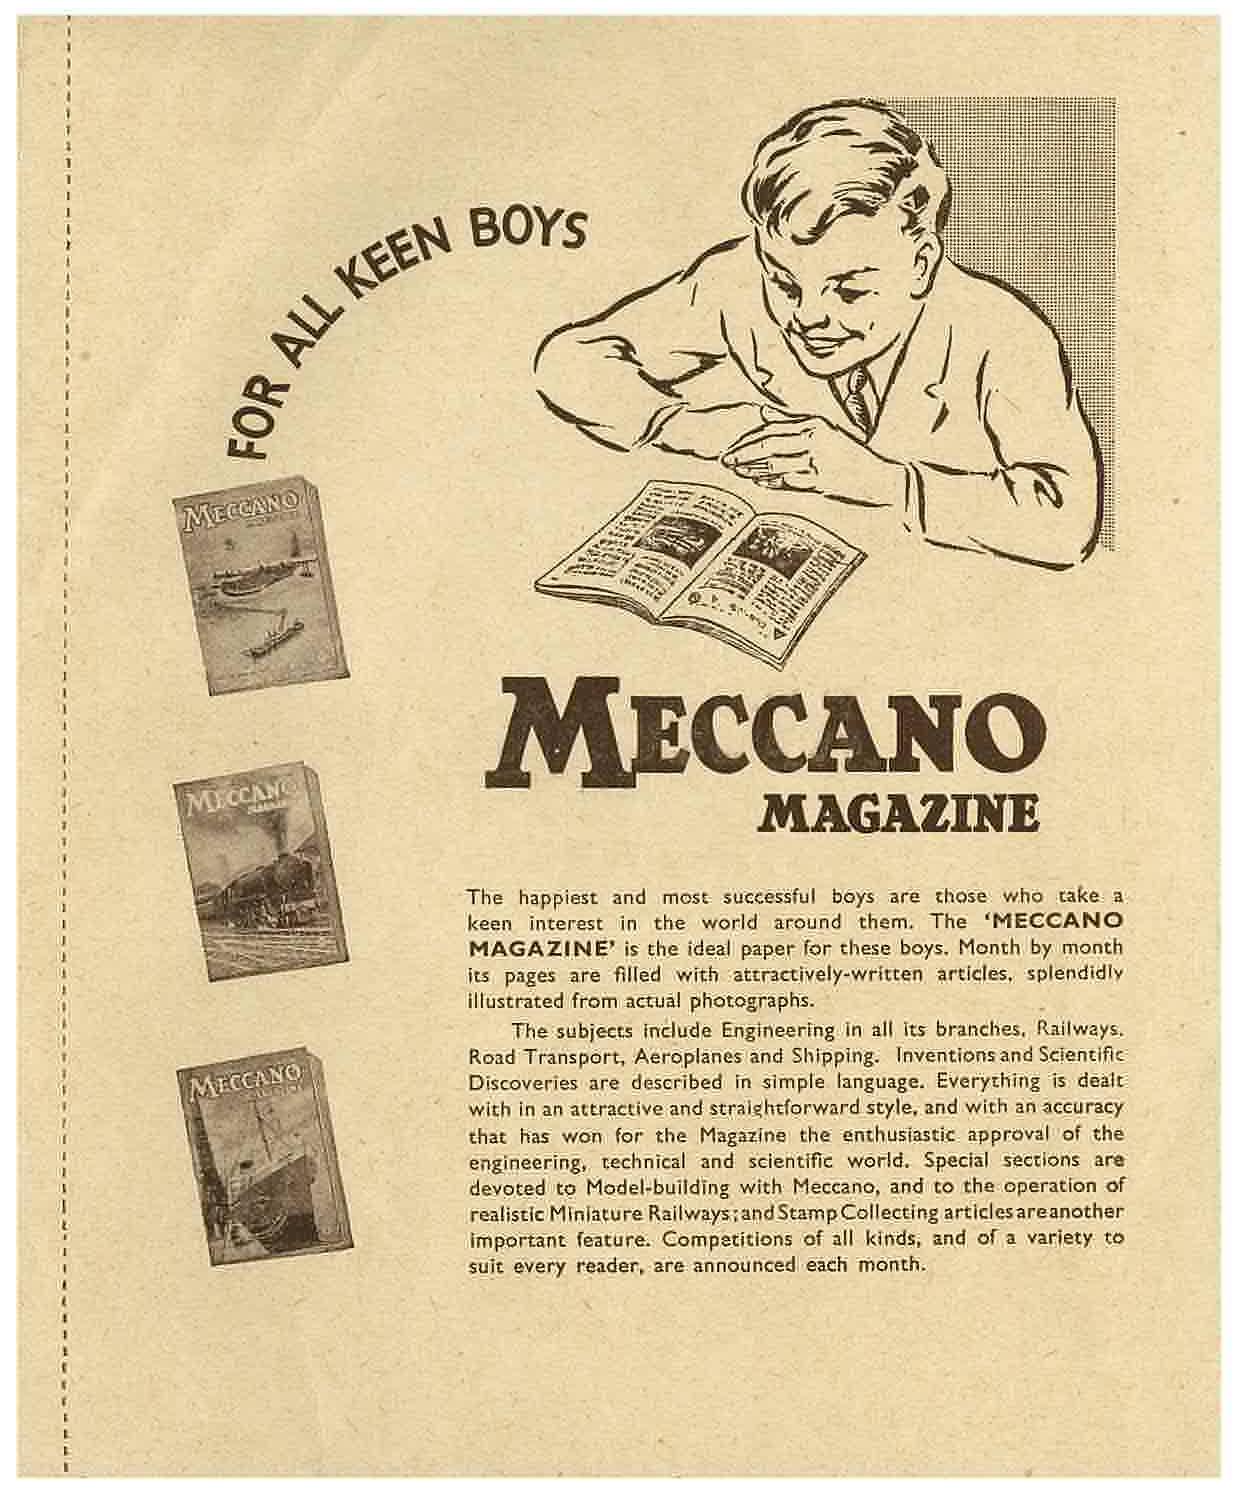 FOR ALL KEEN BOYS
MECCANO
MECCANO
MECCANO
MECCANO
MAGAZINE
The happiest and most successful boys are those who take a
keen interest in the world around them. The ‘MECCANO
MAGAZINE’ is the ideal paper for these boys. Month by month
its pages are filled with attractively-written articles, splendidly
illustrated from actual photographs.
The subjects include Engineering in all its branches, Railways,
Road Transport, Aeroplanes and Shipping. Inventions and Scientific
Discoveries are described in simple language. Everything is dealt
with in an attractive and straightforward style, and with an accuracy
that has won for the Magazine the enthusiastic approval of the
engineering, technical and scientific world. Special sections are
devoted to Model-building with Meccano, and to the operation of
realistic Miniature Railways; and Stamp Collecting articles are another
important feature. Competitions of all kinds, and of a variety to
suit every reader, are announced each month.